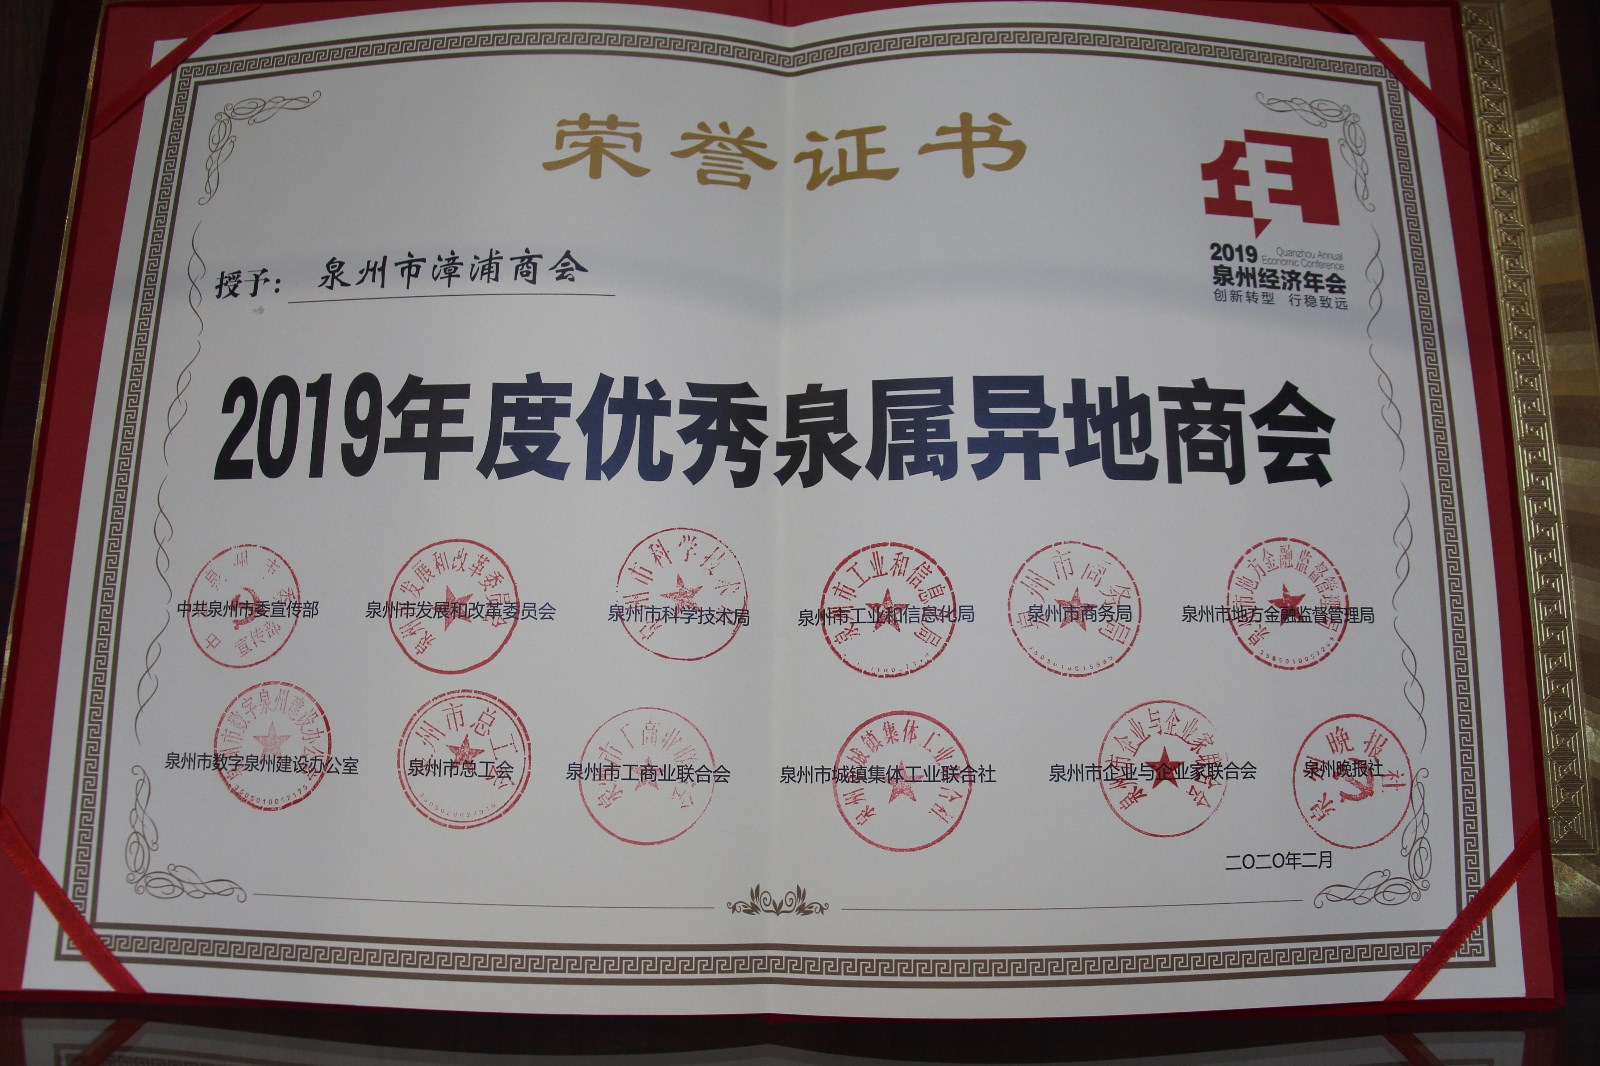 荣誉证书
年
2019 Quanzhou Annual
Economic Conference
泉州经济年会
创新转型 行稳致远
授予：泉州市漳浦商会
2019年度优秀泉属异地商会
中共泉州市委宣传部 泉州市发展和改革委员会 泉州市科学技术局 泉州市工业和信息化局 泉州市商务局 泉州市地方金融监督管理局
泉州市数字泉州建设办公室 泉州市总工会 泉州市工商业联合会 泉州市城镇集体工业联合社 泉州市企业与企业家联合会 泉州晚报社
二〇二〇年二月